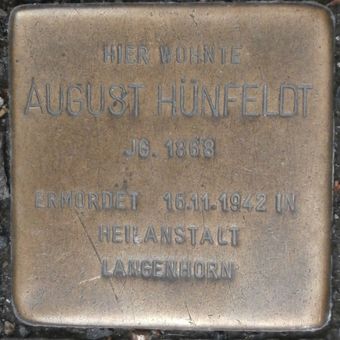 HIER WOHNTE
AUGUST HÜNFELDT
JG. 1868
ERMORDET 16.11.1942 IN
HEILANSTALT
LANGENHORN